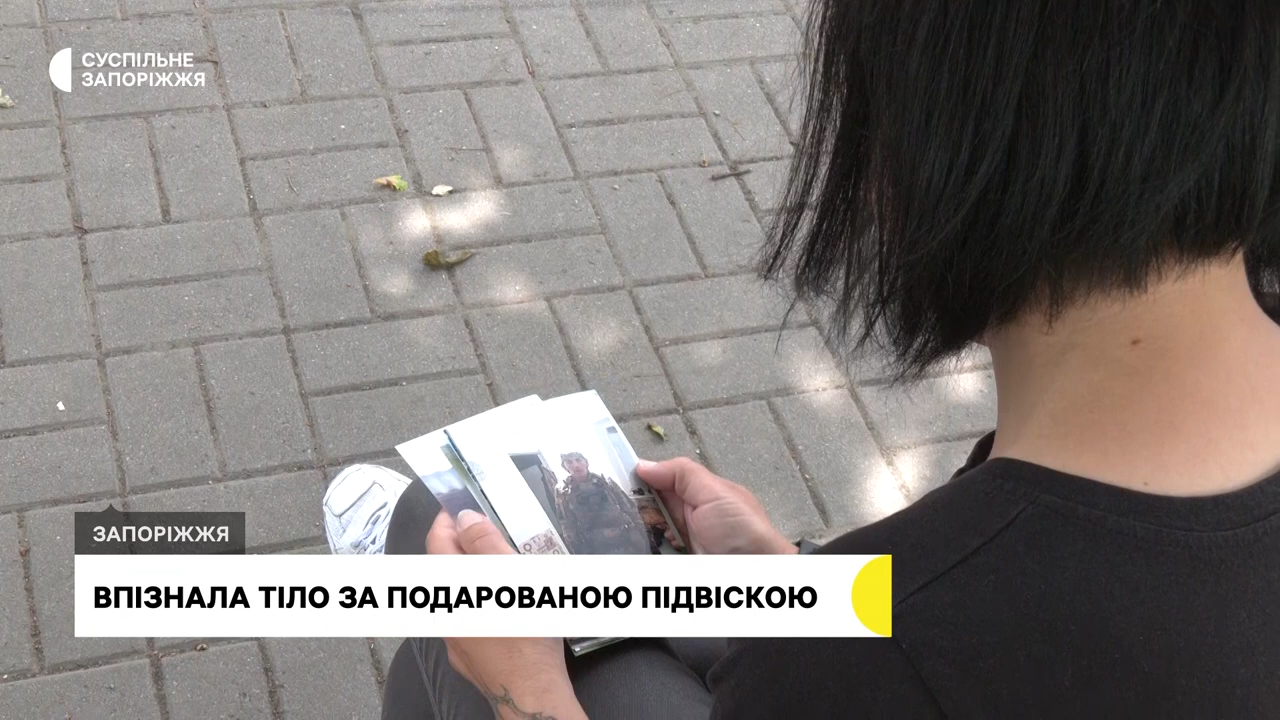 СУСПІЛЬНЕ
ЗАПОРІЖЖЯ
ЗАПОРІЖЖЯ
ВПІЗНАЛА ТІЛО ЗА ПОДАРОВАНОЮ ПІДВІСКОЮ